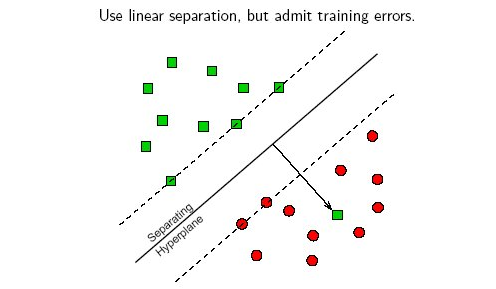 Use linear separation, but admit training errors.
Separating
Hyperplane